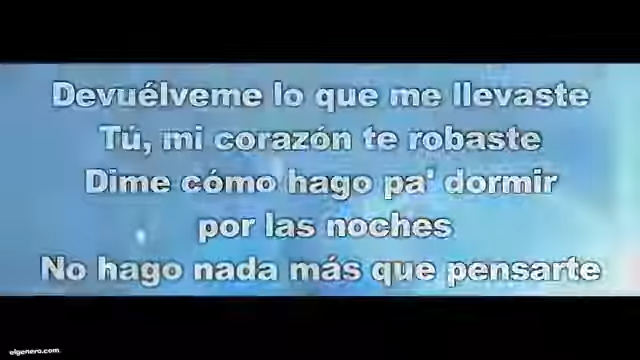 Devuélveme lo que me llevaste
Tú, mi corazón te robaste
Dime cómo hago pa' dormir
por las noches
No hago nada más que pensarte
elgenero.com